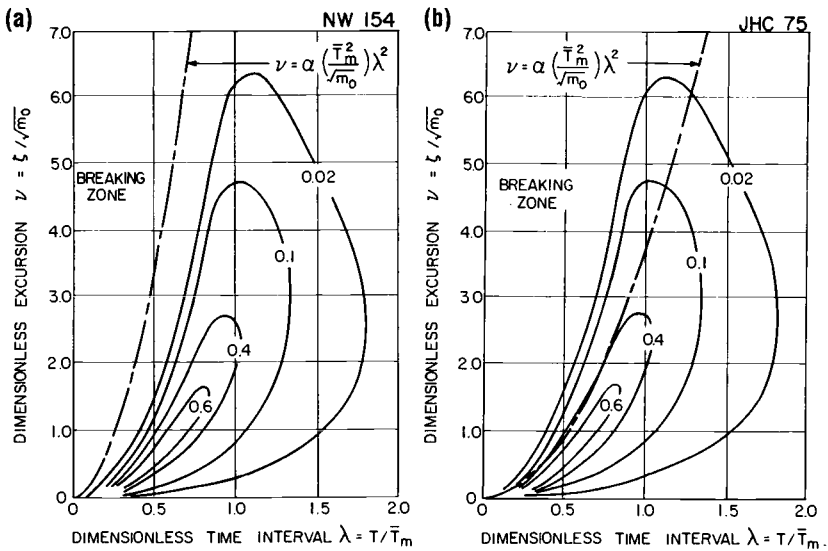 (a)
NW 154
7.0
6.0
5.0
4.0
3.0
2.0
1.0
0
DIMENSIONLESS EXCURSION ν = ζ/√m₀
ν = α (T̄m²/√m₀) λ²
BREAKING
ZONE
0.02
0.1
0.4
0.6
0.5
1.0
1.5
2.0
DIMENSIONLESS TIME INTERVAL λ = T/T̄m
(b)
JHC 75
7.0
6.0
5.0
4.0
3.0
2.0
1.0
0
DIMENSIONLESS EXCURSION ν = ζ/√m₀
ν = α (T̄m²/√m₀) λ²
BREAKING
ZONE
0.02
0.1
0.4
0.6
0
0.5
1.0
1.5
2.0
DIMENSIONLESS TIME INTERVAL λ = T/T̄m.